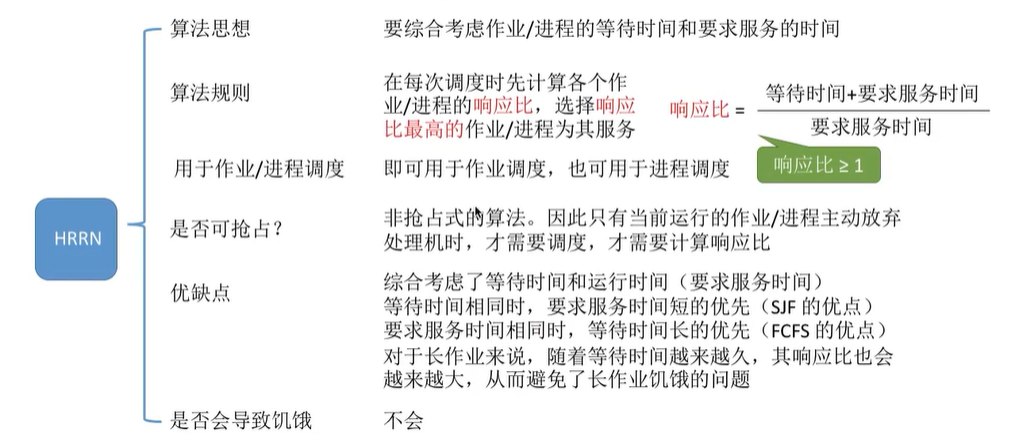 HRRN
算法思想
要综合考虑作业/进程的等待时间和要求服务的时间
算法规则
在每次调度时先计算各个作
业/进程的响应比，选择响应
比最高的作业/进程为其服务
响应比 =
等待时间+要求服务时间
要求服务时间
响应比 ≥ 1
用于作业/进程调度
即可用于作业调度，也可用于进程调度
是否可抢占？
非抢占式的算法。因此只有当前运行的作业/进程主动放弃
处理机时，才需要调度，才需要计算响应比
优缺点
综合考虑了等待时间和运行时间（要求服务时间）
等待时间相同时，要求服务时间短的优先（SJF 的优点）
要求服务时间相同时，等待时间长的优先（FCFS 的优点）
对于长作业来说，随着等待时间越来越久，其响应比也会
越来越大，从而避免了长作业饥饿的问题
是否会导致饥饿
不会